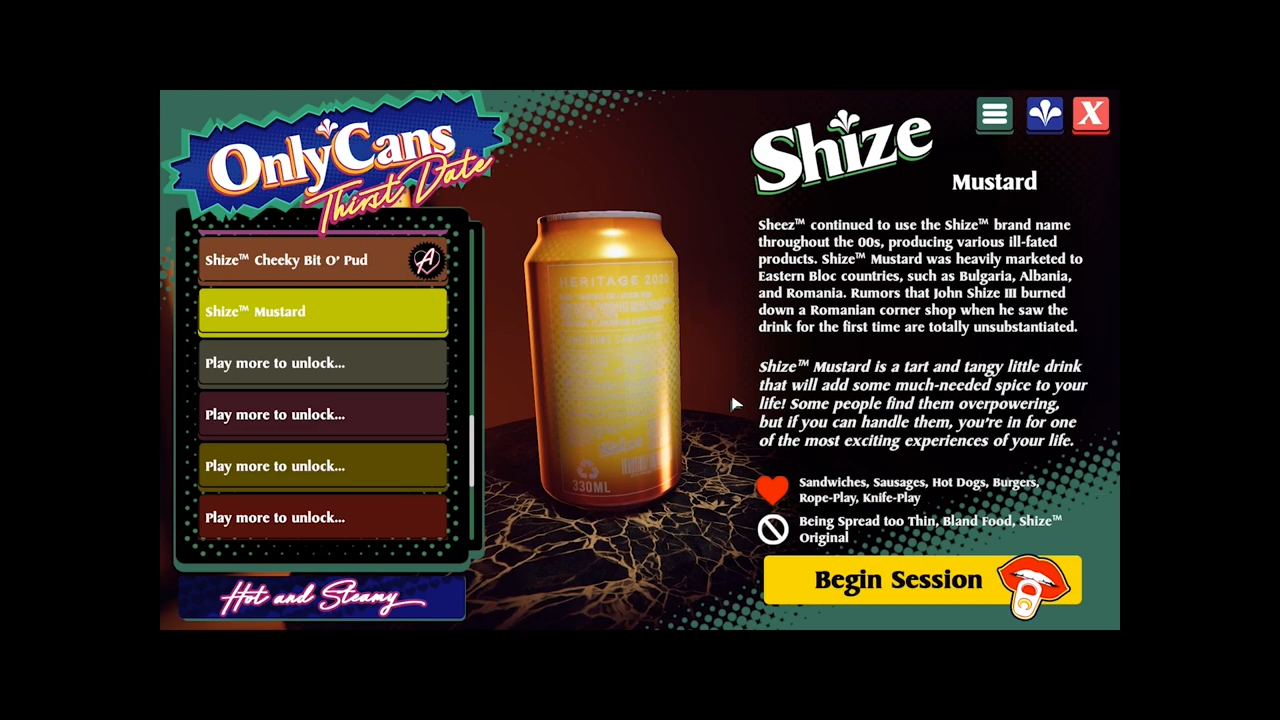 OnlyCans
Thirst Date
Shize™ Cheeky Bit O' Pud
Shize™ Mustard
Play more to unlock...
Play more to unlock...
Play more to unlock...
Play more to unlock...
Hot and Steamy
HERITAGE 2020
Shize
330ML
Shize
X
Mustard
Sheez™ continued to use the Shize™ brand name
throughout the 00s, producing various ill-fated
products. Shize™ Mustard was heavily marketed to
Eastern Bloc countries, such as Bulgaria, Albania,
and Romania. Rumors that John Shize III burned
down a Romanian corner shop when he saw the
drink for the first time are totally unsubstantiated.
Shize™ Mustard is a tart and tangy little drink
that will add some much-needed spice to your
life! Some people find them overpowering,
but if you can handle them, you're in for one
of the most exciting experiences of your life.
Sandwiches, Sausages, Hot Dogs, Burgers,
Rope-Play, Knife-Play
Being Spread too Thin, Bland Food, Shize™
Original
Begin Session